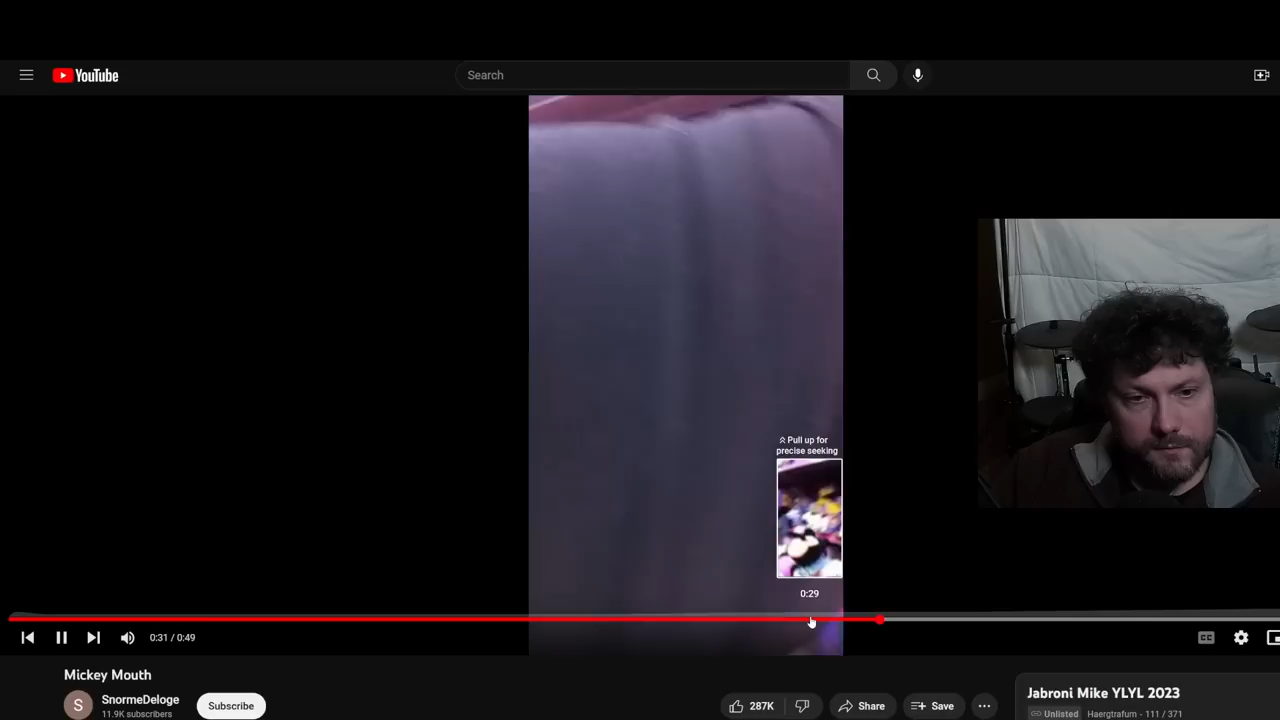 YouTube
Search
Pull up for
precise seeking
0:29
0:31 / 0:49
CC
Mickey Mouth
S
SnormeDeloge
11.9K subscribers
Subscribe
287K
Share
Save
Jabroni Mike YLYL 2023
Unlisted Haergtrafum - 111 / 371